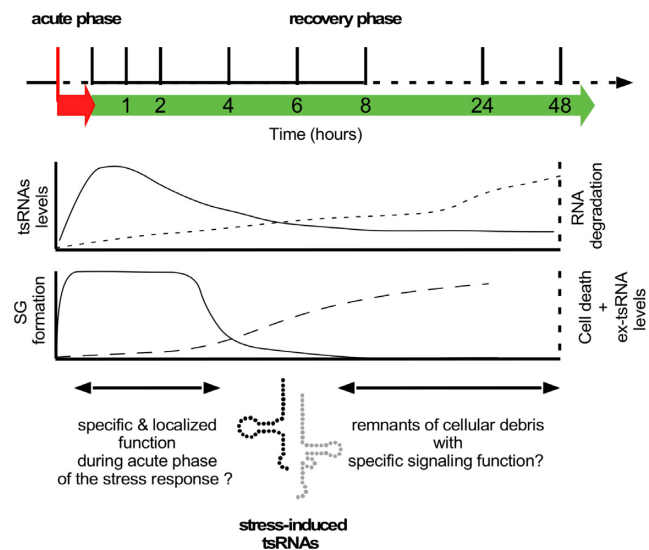 acute phase
recovery phase
1 2 4 6 8 24 48
Time (hours)
tsRNAs
levels
RNA
degradation
SG
formation
Cell death
+
ex-tsRNA
levels
specific & localized
function
during acute phase
of the stress response ?
remnants of cellular debris
with
specific signaling function?
stress-induced
tsRNAs